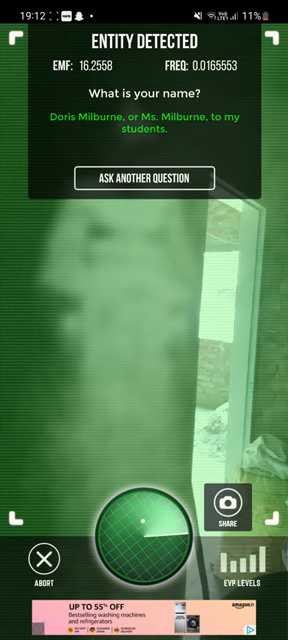 19:12 11%
ENTITY DETECTED
EMF: 16.2558 FREQ: 0.0165553
What is your name?
Doris Milburne, or Ms. Milburne, to my
students.
ASK ANOTHER QUESTION
SHARE
ABORT
EVP LEVELS
UP TO 55% OFF
Bestselling washing machines
and refrigerators
amazon.in